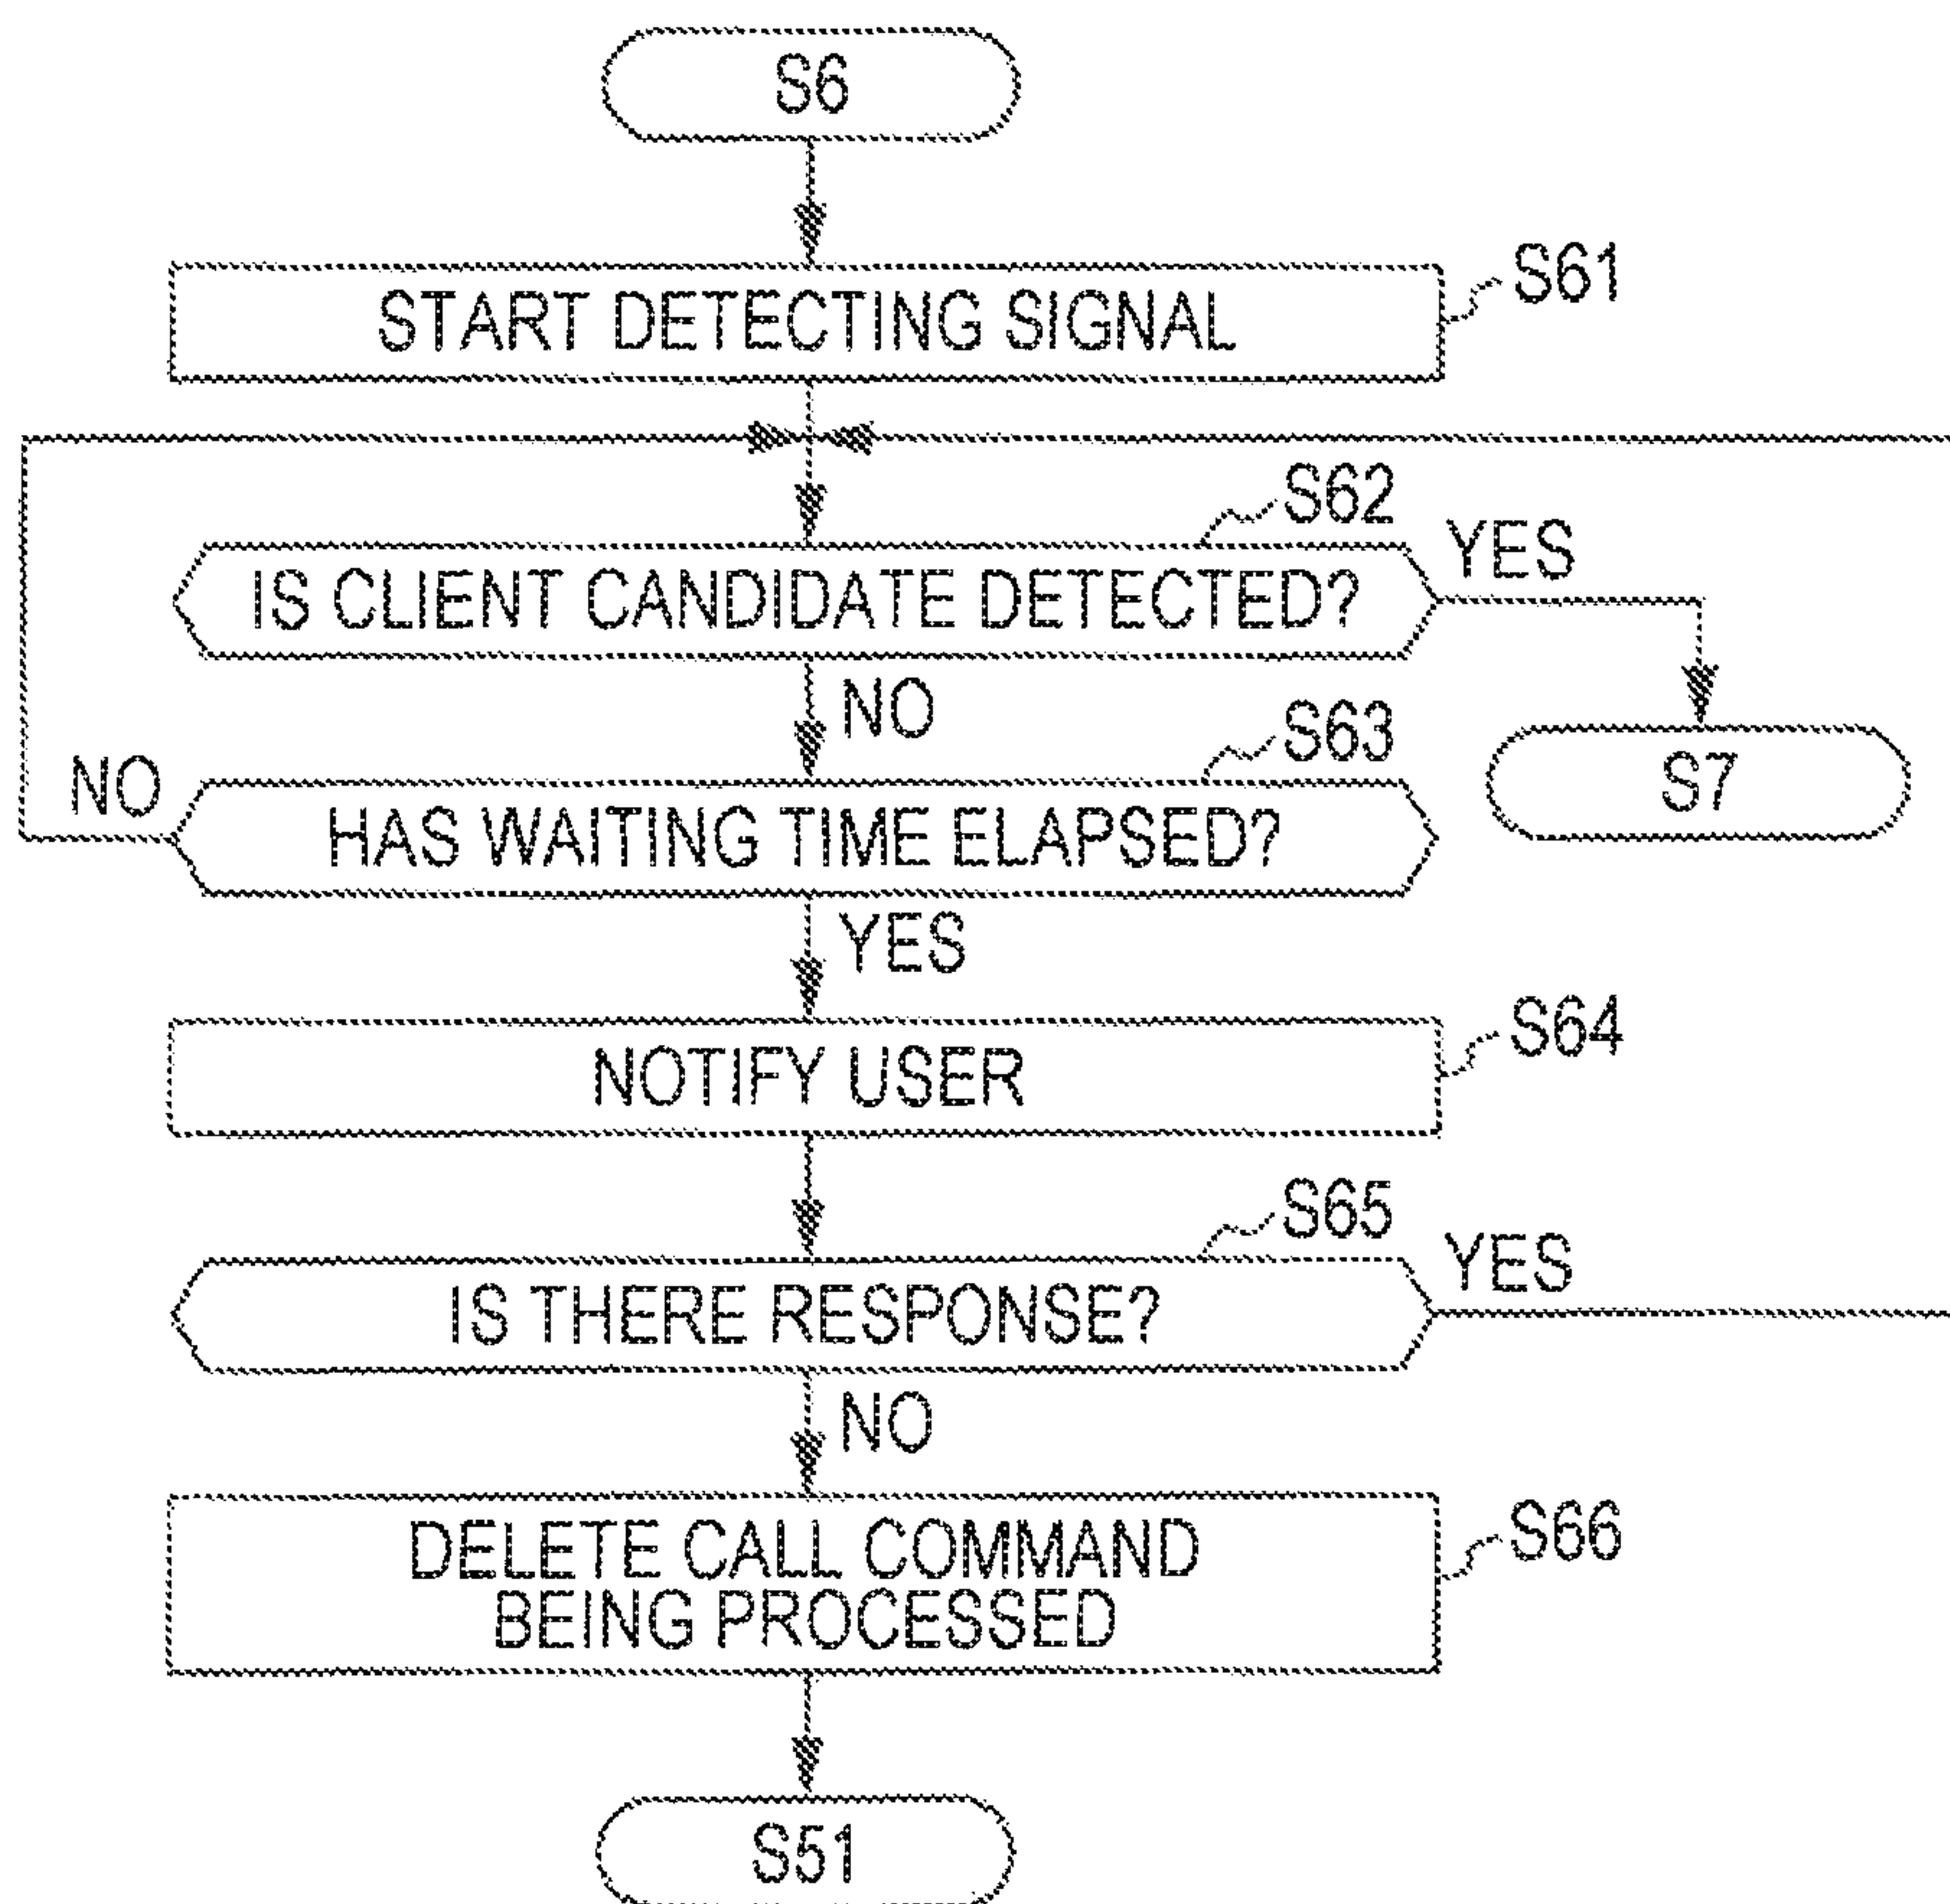 S6
START DETECTING SIGNAL
S61
S62
IS CLIENT CANDIDATE DETECTED?
YES
NO
S63
S7
NO
HAS WAITING TIME ELAPSED?
YES
S64
NOTIFY USER
S65
IS THERE RESPONSE?
YES
NO
DELETE CALL COMMAND
BEING PROCESSED
S66
S51